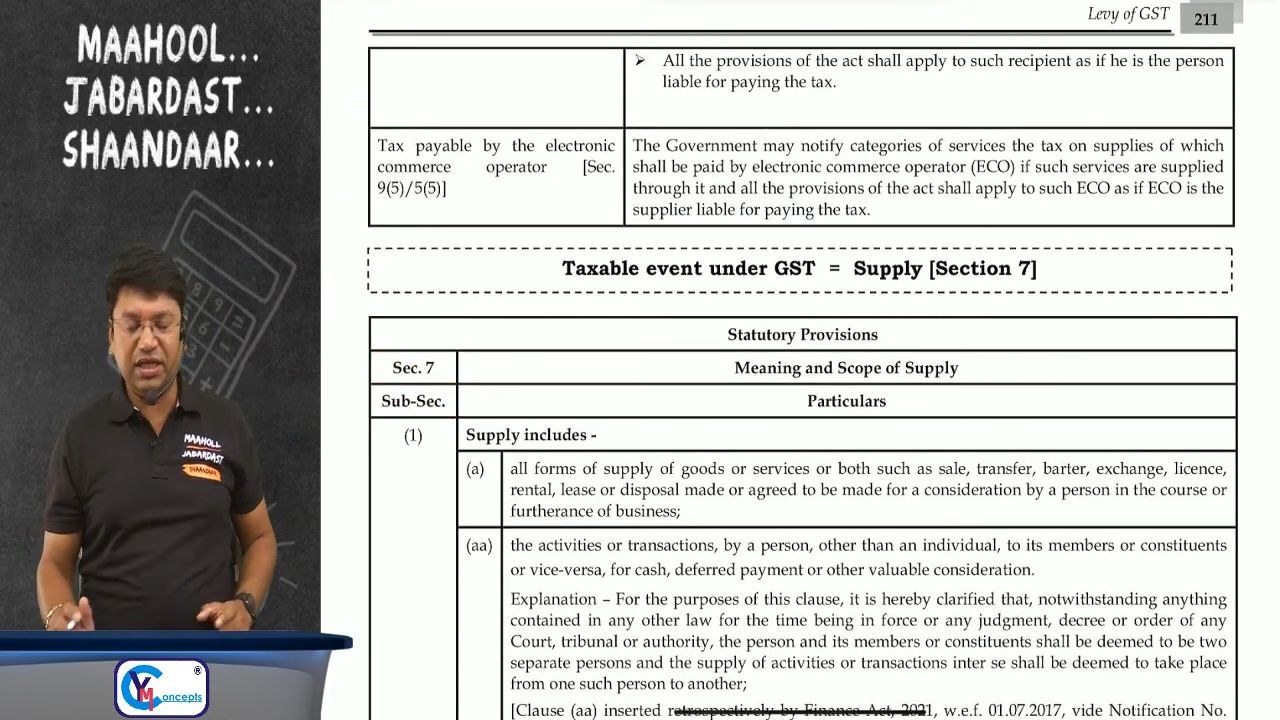 MAAHOOL...
JABARDAST...
SHAANDAAR...
Levy of GST 211
➤ All the provisions of the act shall apply to such recipient as if he is the person
liable for paying the tax.
Tax payable by the electronic
commerce operator [Sec.
9(5)/5(5)]
The Government may notify categories of services the tax on supplies of which
shall be paid by electronic commerce operator (ECO) if such services are supplied
through it and all the provisions of the act shall apply to such ECO as if ECO is the
supplier liable for paying the tax.
Taxable event under GST = Supply [Section 7]
Statutory Provisions
Sec. 7 Meaning and Scope of Supply
Sub-Sec. Particulars
(1) Supply includes -
(a) all forms of supply of goods or services or both such as sale, transfer, barter, exchange, licence,
rental, lease or disposal made or agreed to be made for a consideration by a person in the course or
furtherance of business;
(aa) the activities or transactions, by a person, other than an individual, to its members or constituents
or vice-versa, for cash, deferred payment or other valuable consideration.
Explanation – For the purposes of this clause, it is hereby clarified that, notwithstanding anything
contained in any other law for the time being in force or any judgment, decree or order of any
Court, tribunal or authority, the person and its members or constituents shall be deemed to be two
separate persons and the supply of activities or transactions inter se shall be deemed to take place
from one such person to another;
[Clause (aa) inserted retrospectively by Finance Act, 2021, w.e.f. 01.07.2017, vide Notification No.
MAAHOLL
JABARDAST
SHAANDAAR
8 9
6 - =
+
YM Concepts ®